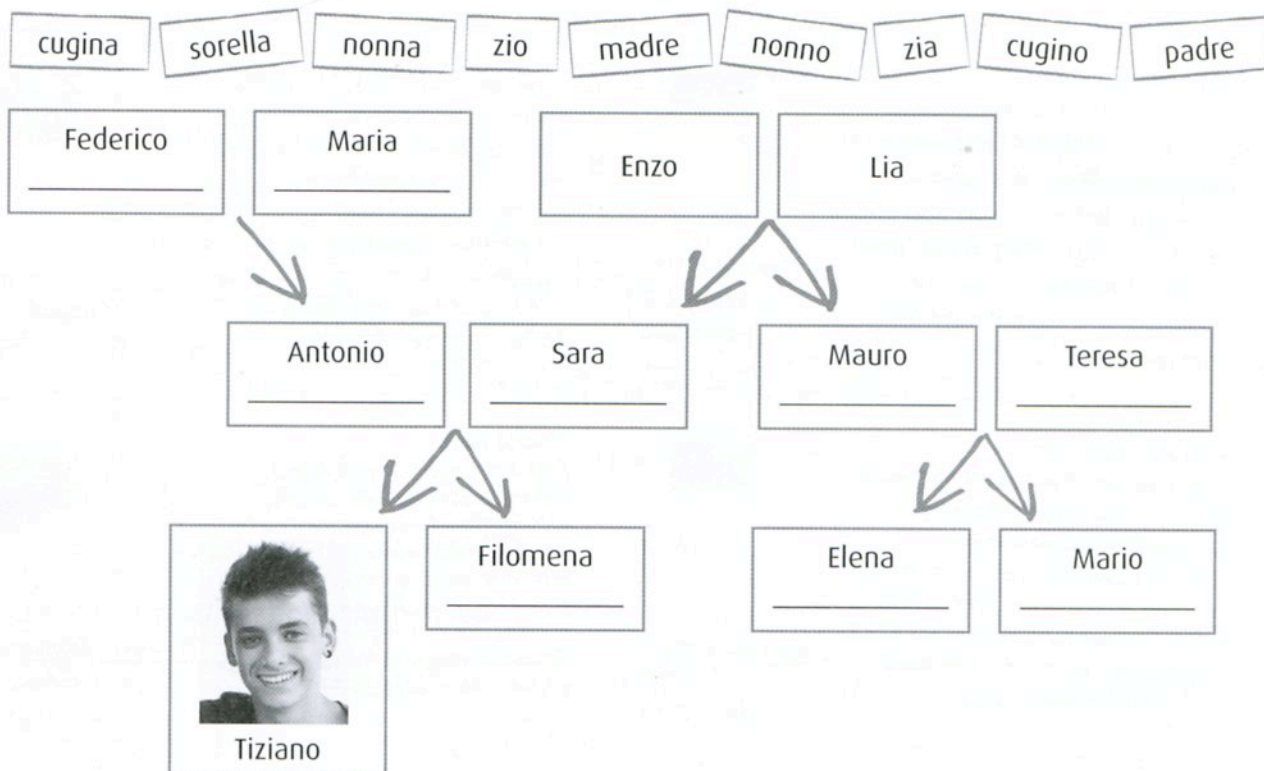 cugina sorella nonna zio madre nonno zia cugino padre
Federico Maria Enzo Lia
Antonio Sara Mauro Teresa
Filomena Elena Mario
Tiziano